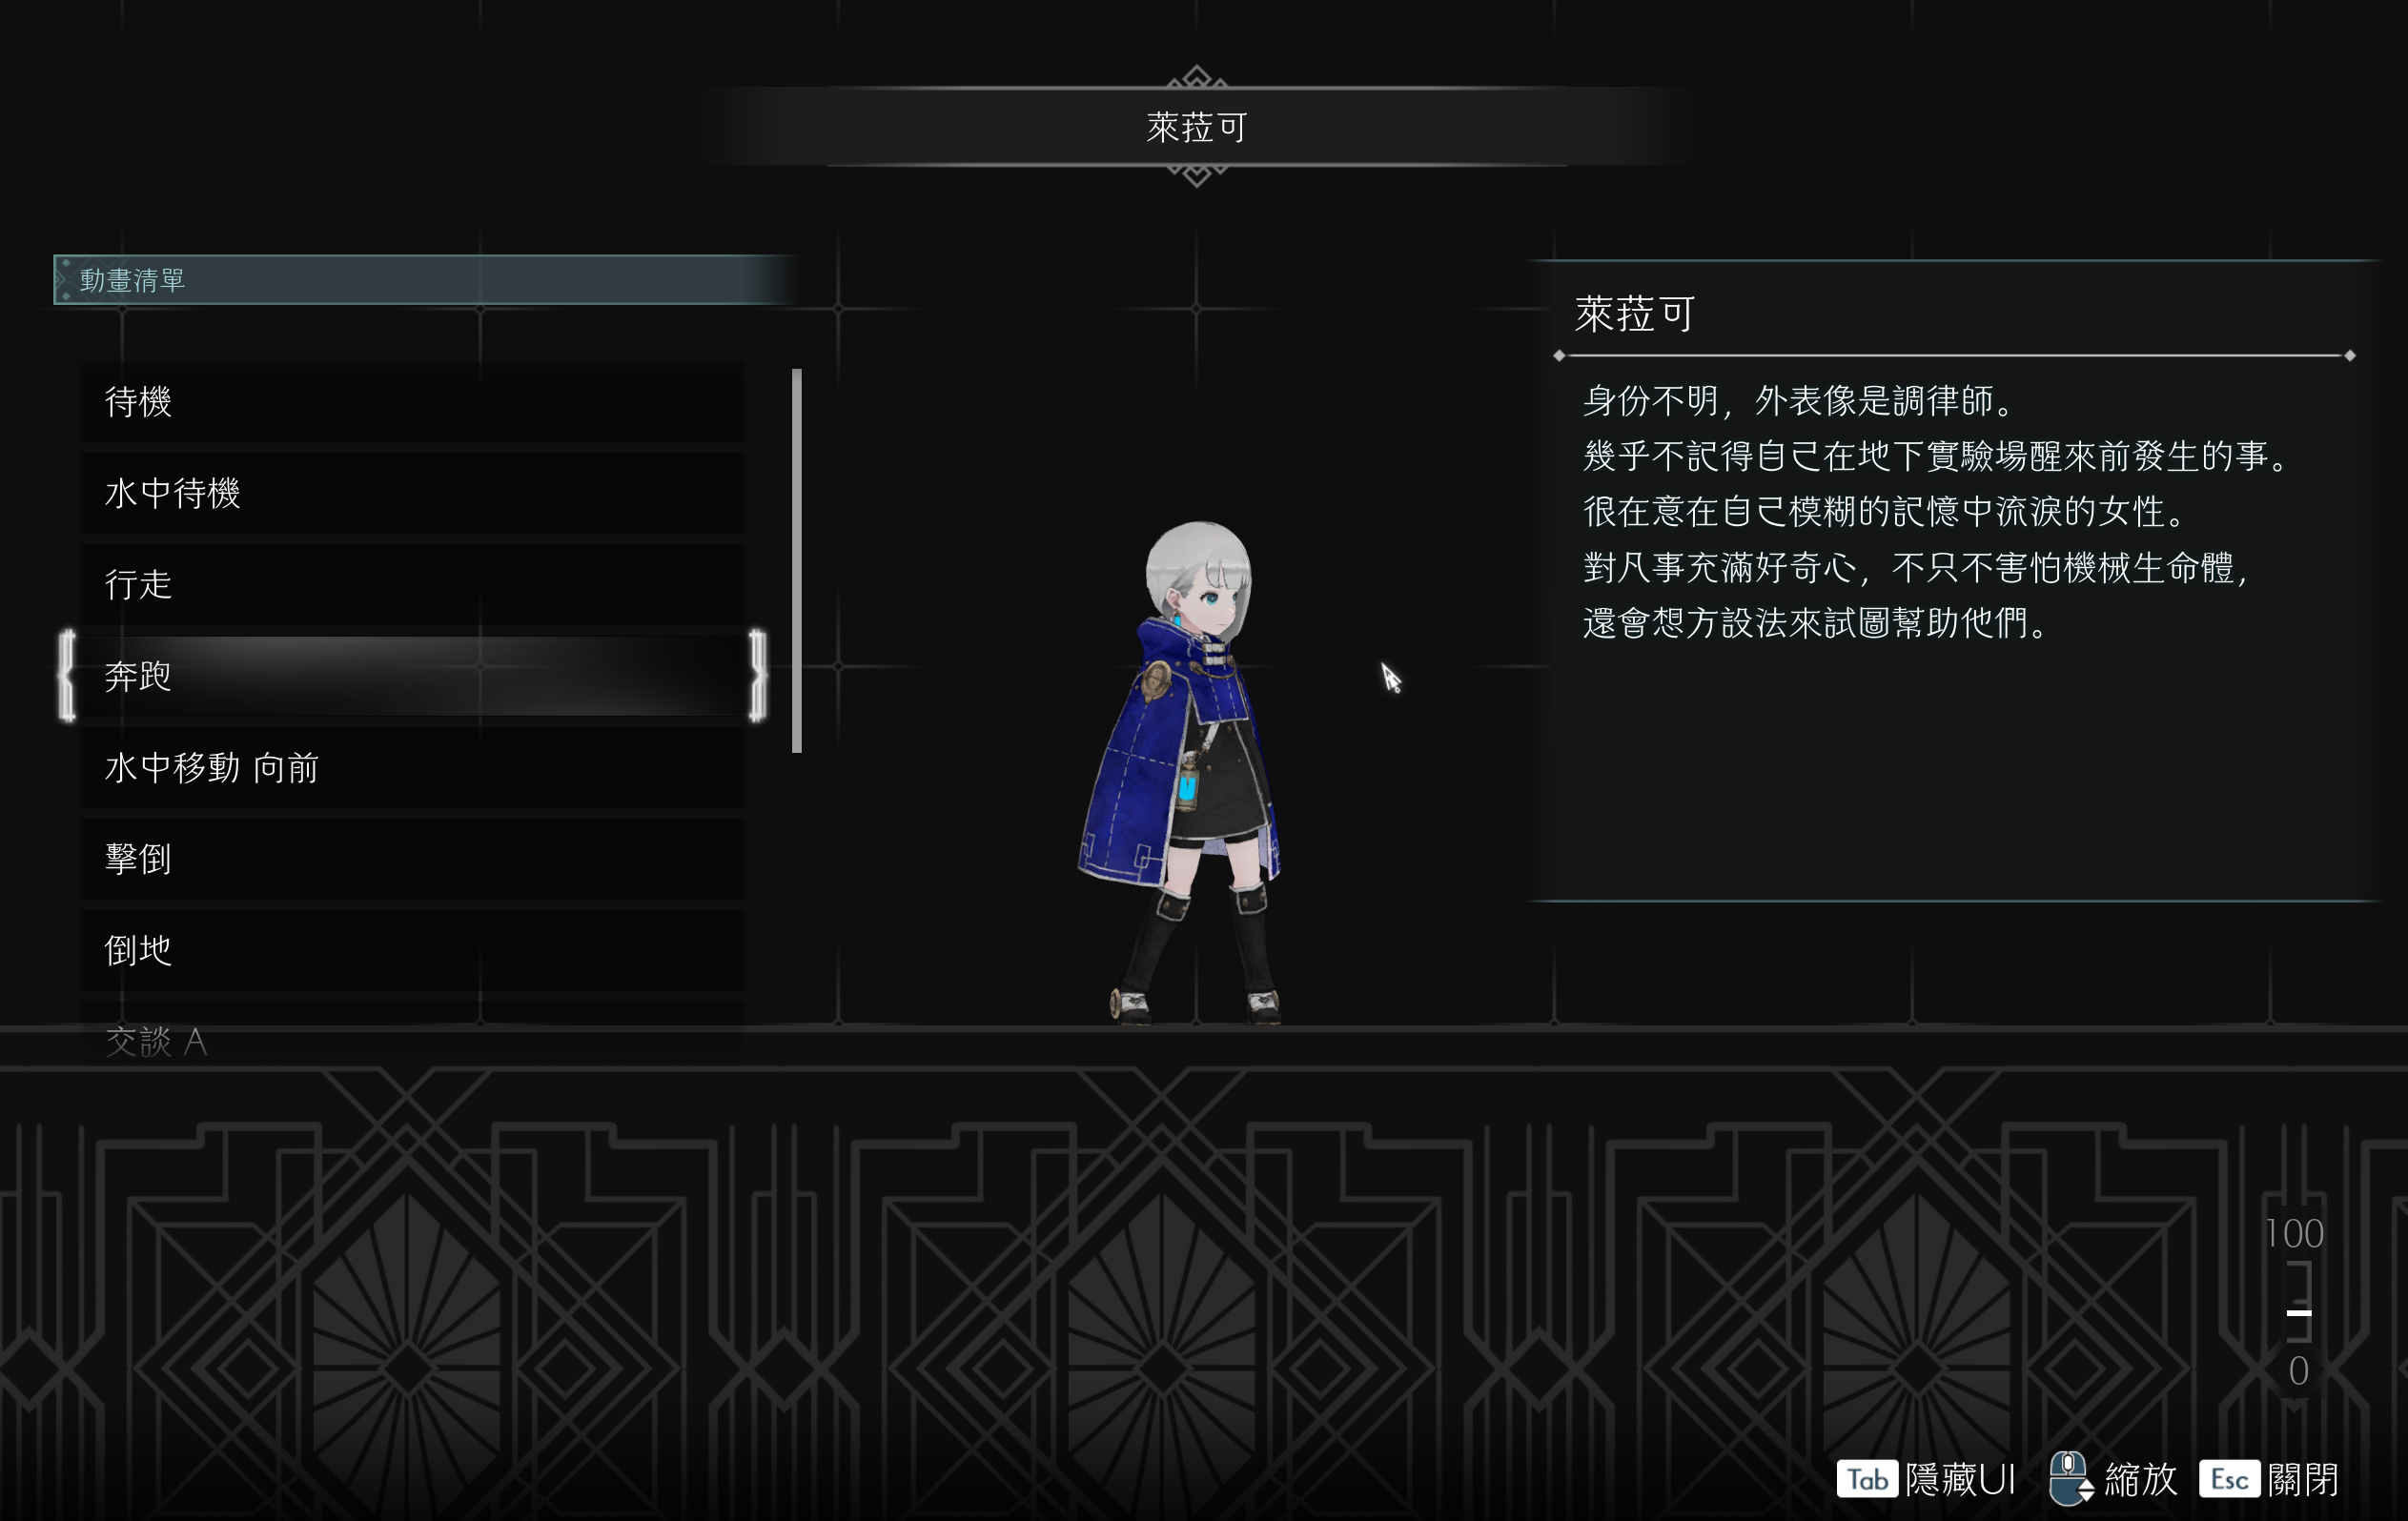 萊菈可
動畫清單
待機
水中待機
行走
奔跑
水中移動 向前
擊倒
倒地
交談 A
萊菈可
身份不明，外表像是調律師。
幾乎不記得自己在地下實驗場醒來前發生的事。
很在意在自己模糊的記憶中流淚的女性。
對凡事充滿好奇心，不只不害怕機械生命體，
還會想方設法來試圖幫助他們。
100
0
Tab 隱藏UI 縮放 Esc 關閉